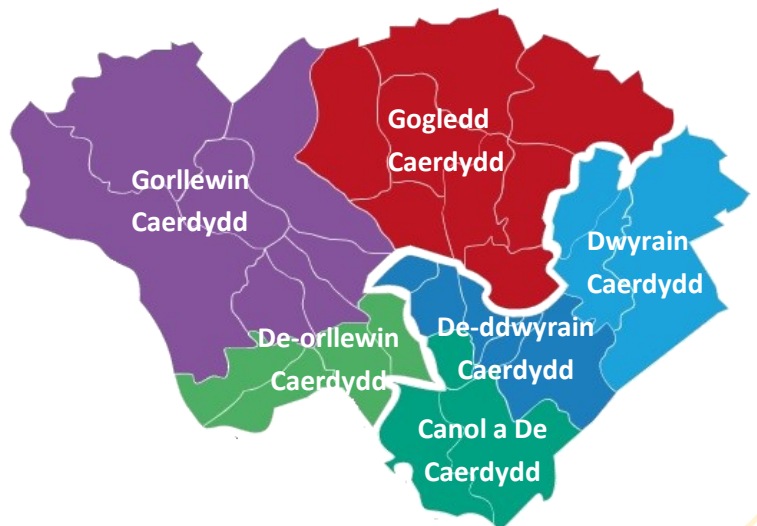 Gogledd
Caerdydd
Gorllewin
Caerdydd
Dwyrain
Caerdydd
De-orllewin
Caerdydd
De-ddwyrain
Caerdydd
Canol a De
Caerdydd